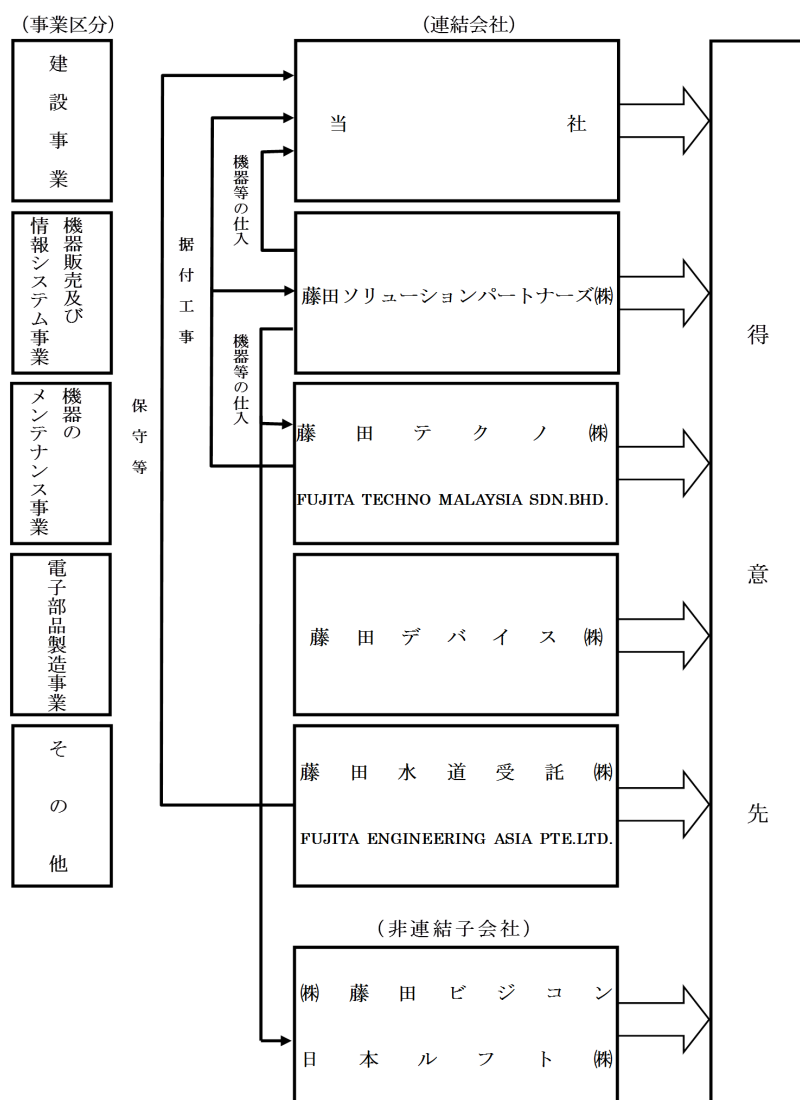 （事業区分）
（連結会社）
建設事業
当社
機器等の仕入
機器販売及び
情報システム事業
藤田ソリューションパートナーズ㈱
据付工事
機器等の仕入
機器の
メンテナンス事業
藤田テクノ㈱
FUJITA TECHNO MALAYSIA SDN.BHD.
保守等
電子部品製造事業
藤田デバイス㈱
その他
藤田水道受託㈱
FUJITA ENGINEERING ASIA PTE.LTD.
（非連結子会社）
㈱藤田ビジコン
日本ルフト㈱
得意先